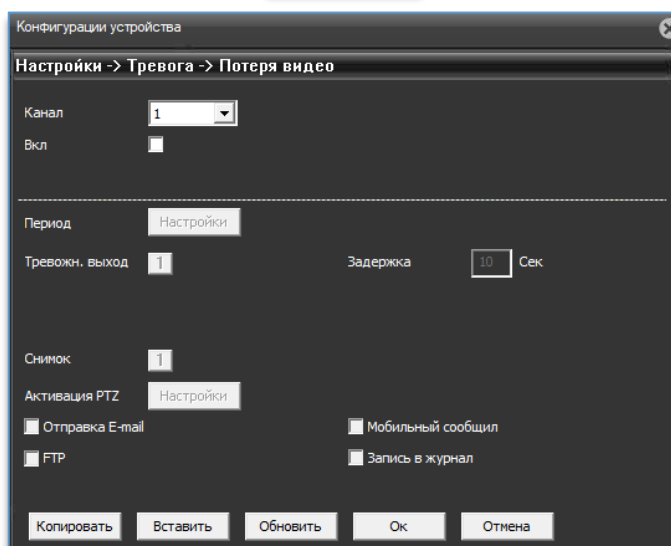 Конфигурации устройства
Настройки -> Тревога -> Потеря видео
Канал 1
Вкл
Период Настройки
Тревожн. выход 1 Задержка 10 Сек
Снимок 1
Активация PTZ Настройки
Отправка E-mail Мобильный сообщил
FTP Запись в журнал
Копировать Вставить Обновить Ок Отмена